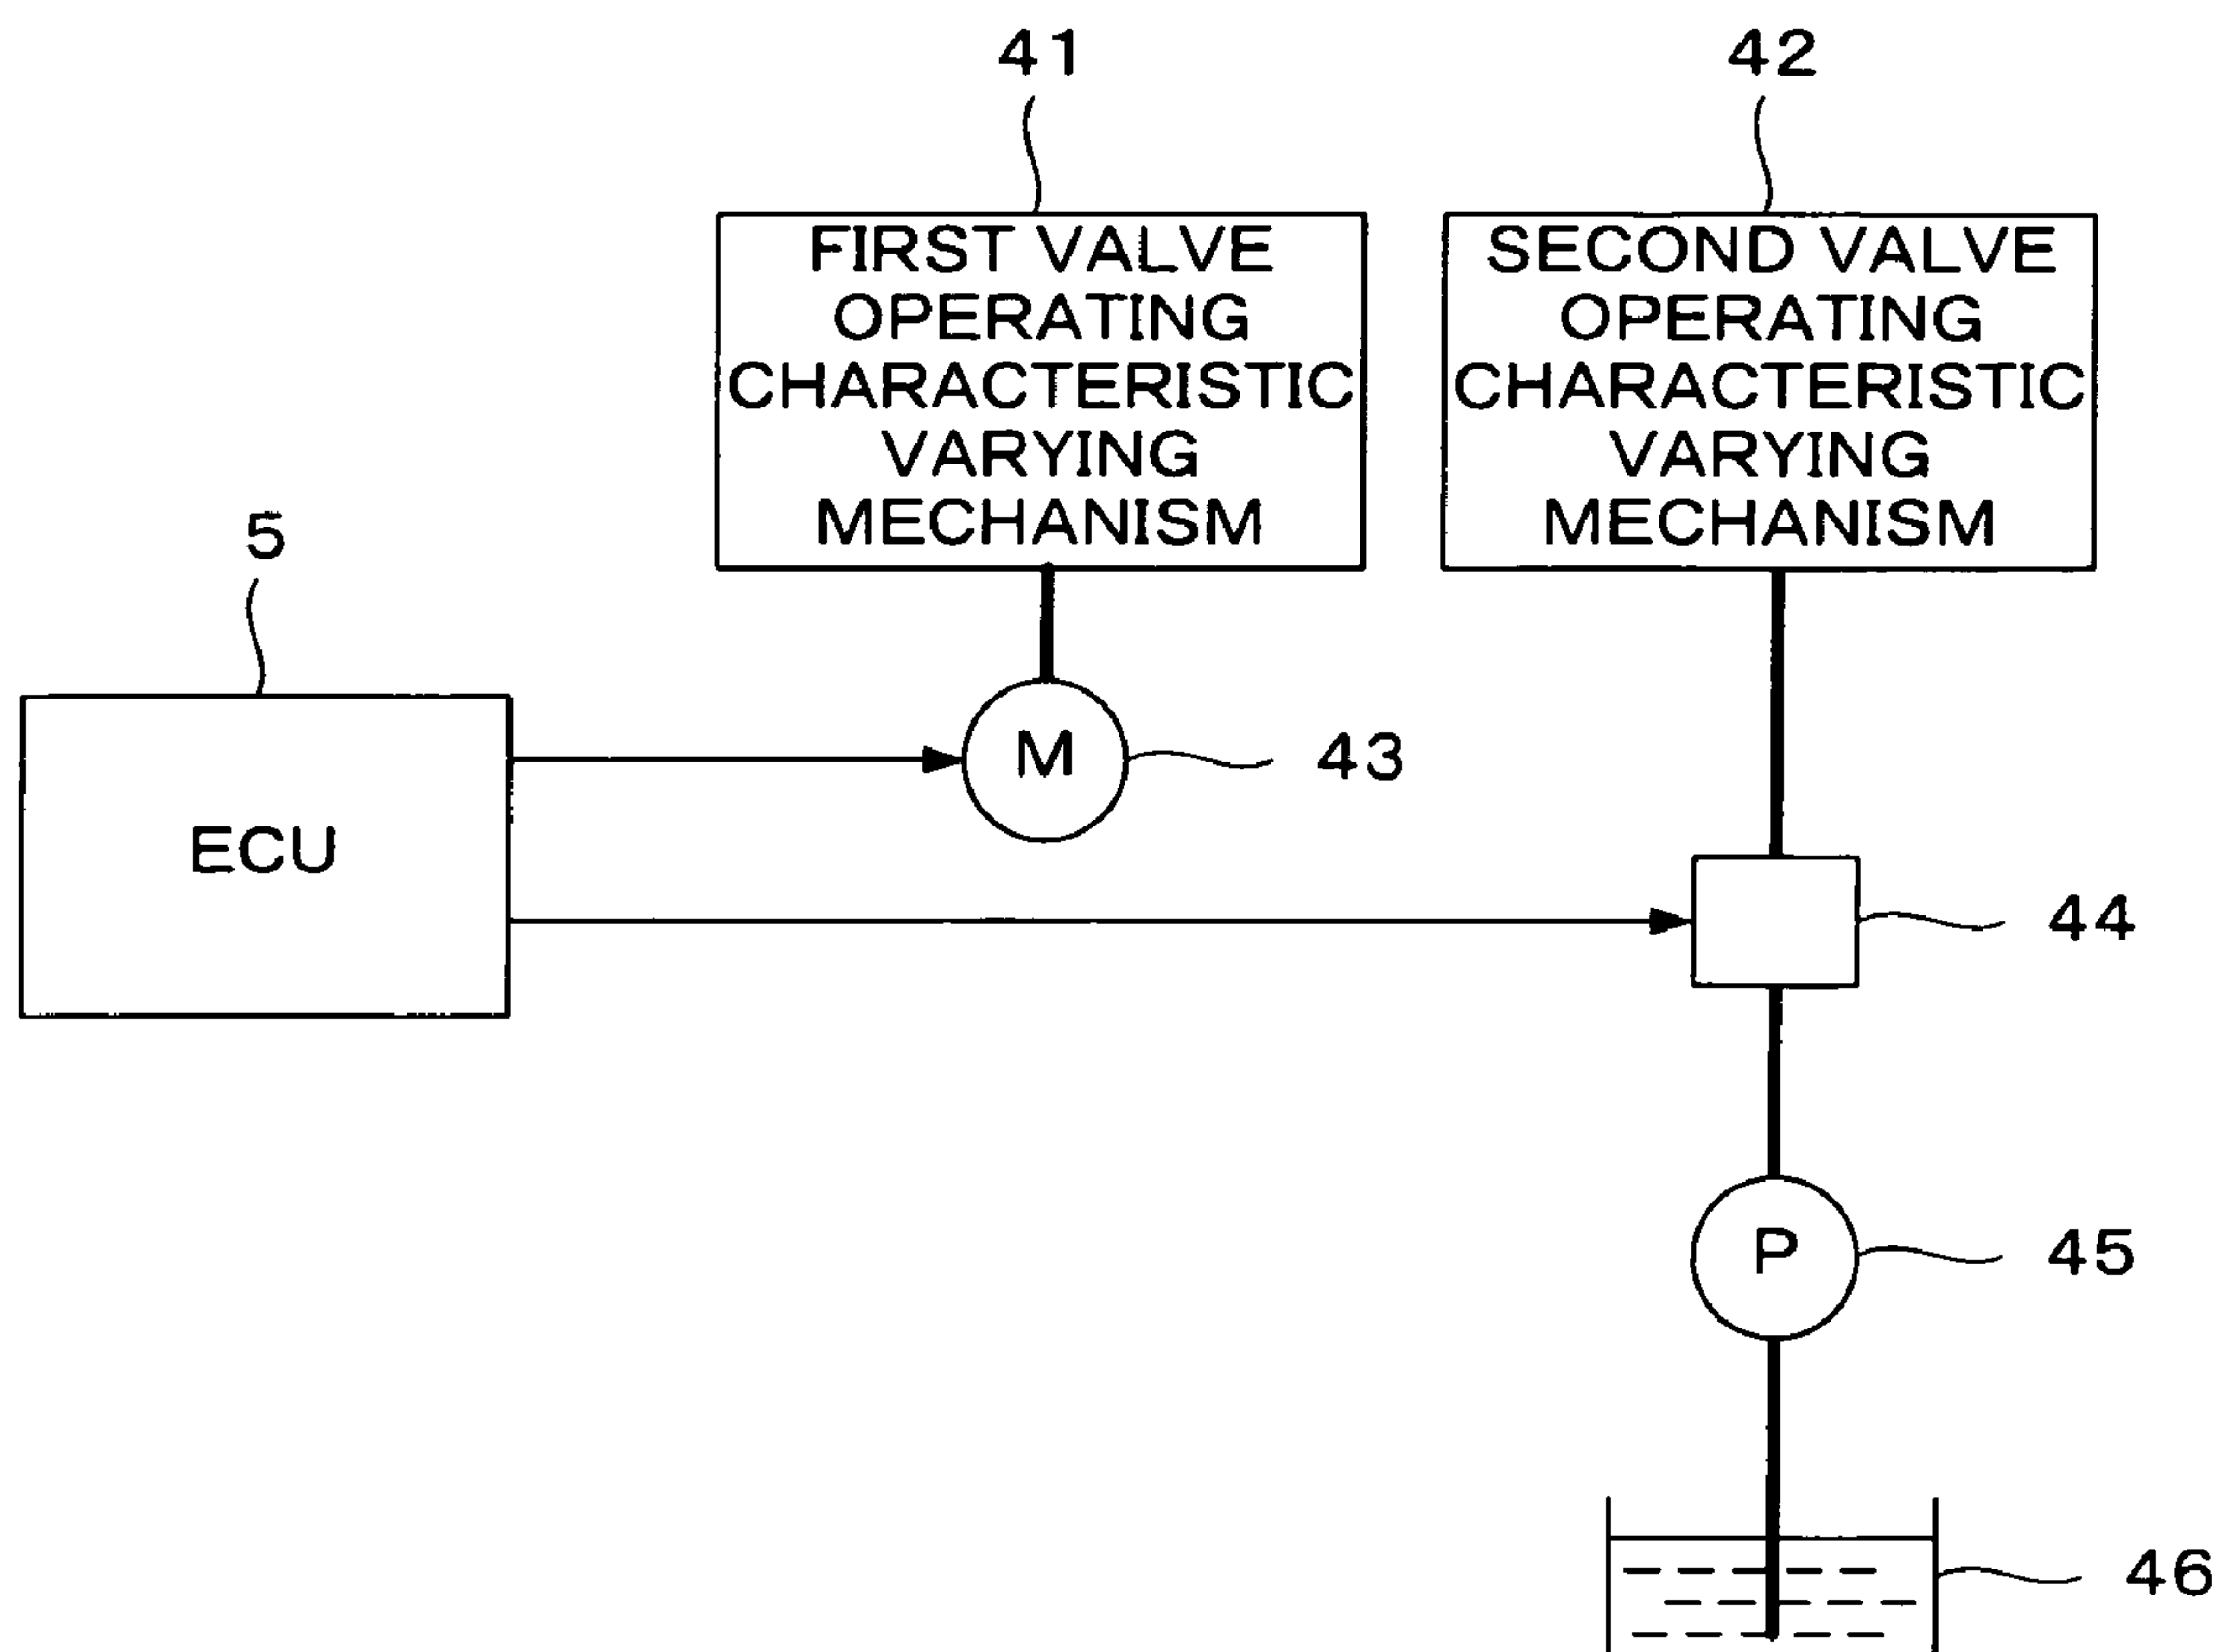 41
42
FIRST VALVE
OPERATING
CHARACTERISTIC
VARYING
MECHANISM
SECOND VALVE
OPERATING
CHARACTERISTIC
VARYING
MECHANISM
5
M
43
ECU
44
P
45
46